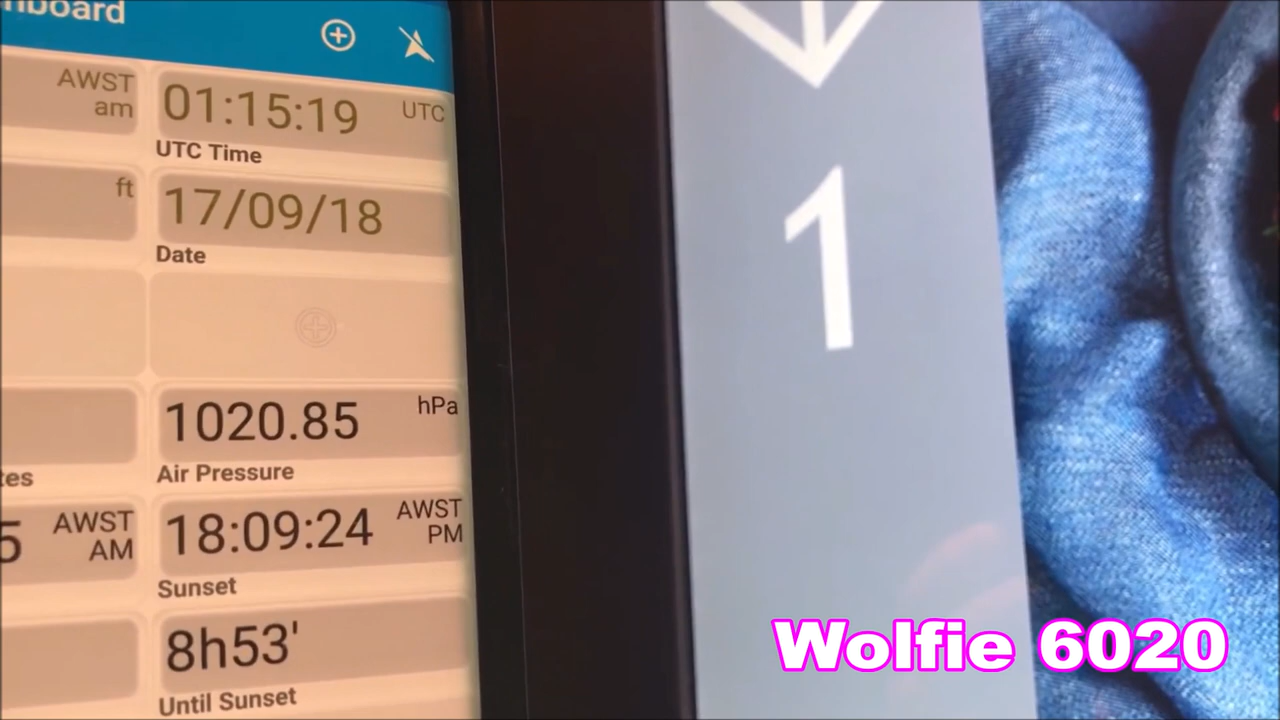 nboard
AWST
am
01:15:19 UTC
UTC Time
ft
17/09/18
Date
1020.85 hPa
Air Pressure
tes
5 AWST
AM
18:09:24 AWST
PM
Sunset
8h53'
Until Sunset
1
Wolfie 6020